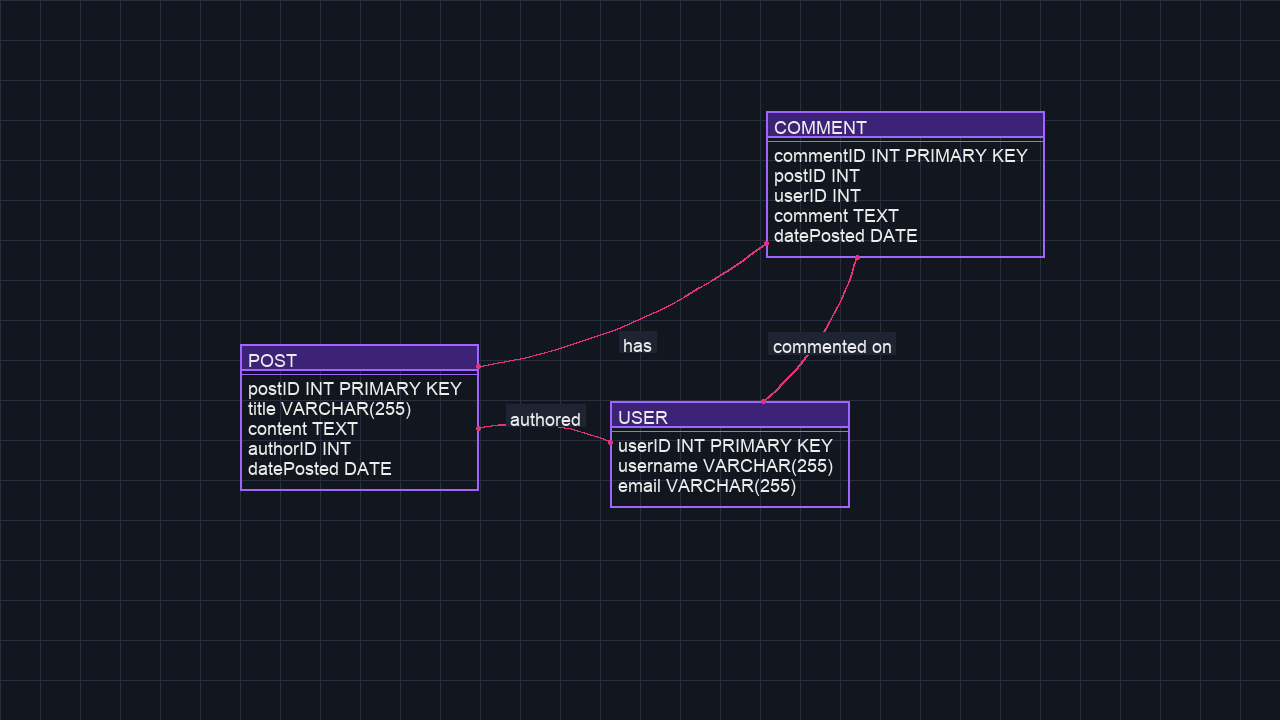 COMMENT
commentID INT PRIMARY KEY
postID INT
userID INT
comment TEXT
datePosted DATE
has
commented on
POST
postID INT PRIMARY KEY
title VARCHAR(255)
content TEXT
authorID INT
datePosted DATE
authored
USER
userID INT PRIMARY KEY
username VARCHAR(255)
email VARCHAR(255)